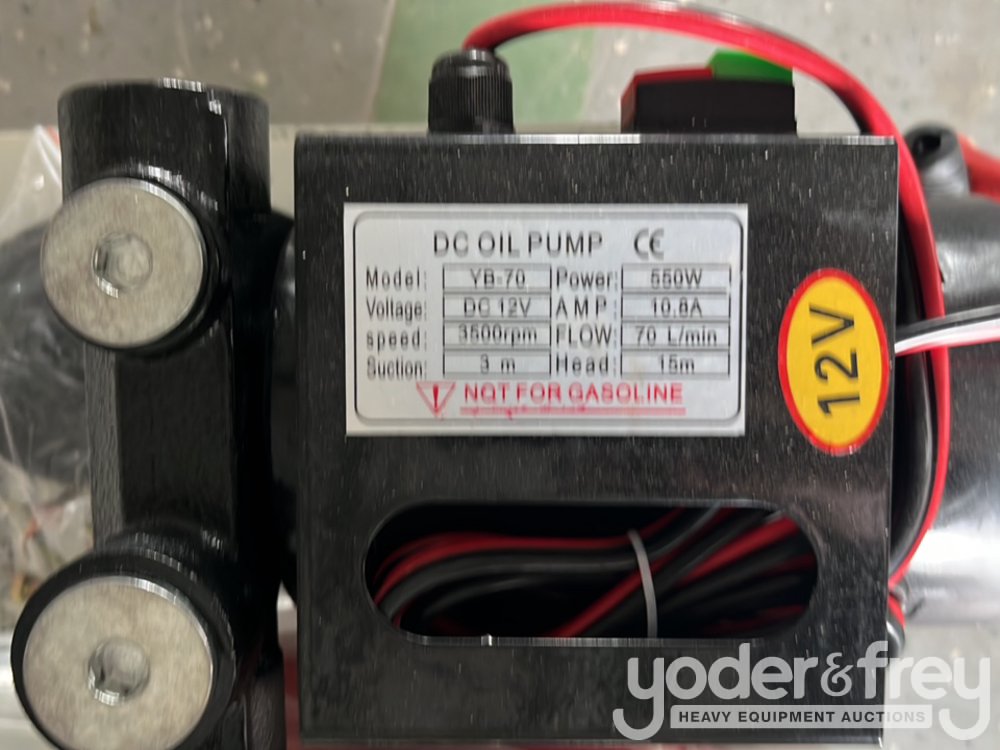 DC OIL PUMP CE
Model: YB-70 Power: 550W
Voltage: DC 12V AMP 10.8A
speed: 3500rpm FLOW: 70 L/min
Suction: 3 m Head: 15m
! NOT FOR GASOLINE
12V
yoder&frey
HEAVY EQUIPMENT AUCTIONS